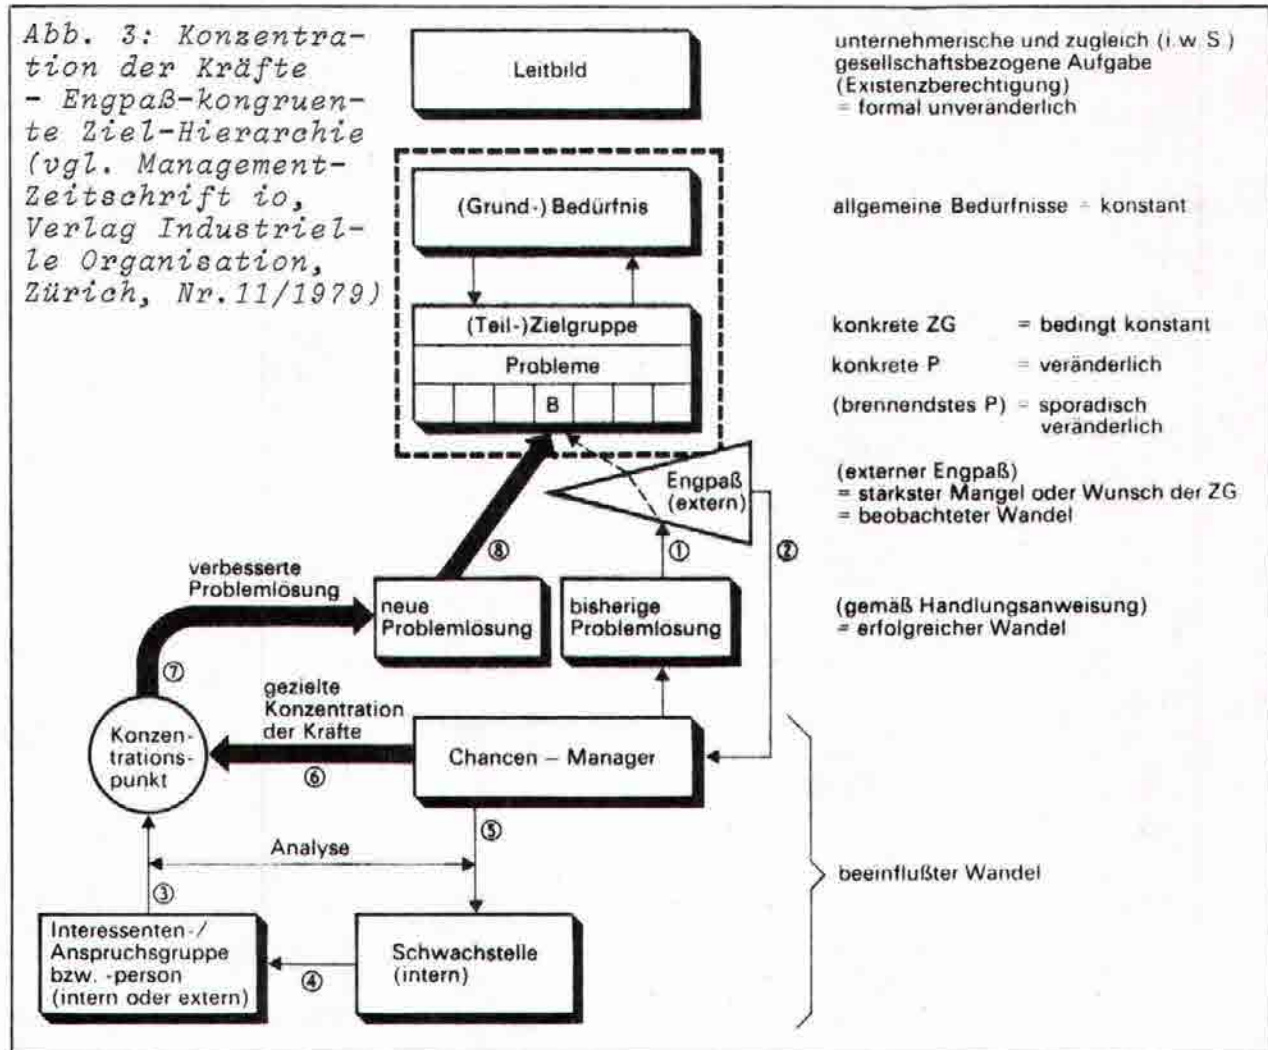 Abb. 3: Konzentra-
tion der Kräfte
- Engpaß-kongruen-
te Ziel-Hierarchie
(vgl. Management-
Zeitschrift io,
Verlag Industriel-
le Organisation,
Zürich, Nr.11/1979)
Leitbild
unternehmerische und zugleich (i.w.S.)
gesellschaftsbezogene Aufgabe
(Existenzberechtigung)
= formal unveränderlich
(Grund-) Bedürfnis
allgemeine Bedurfnisse = konstant
(Teil-)Zielgruppe
konkrete ZG = bedingt konstant
Probleme
konkrete P = veränderlich
B
(brennendstes P) = sporadisch
veränderlich
Engpaß
(extern)
(externer Engpaß)
= stärkster Mangel oder Wunsch der ZG
= beobachteter Wandel
⑧
①
②
verbesserte
Problemlösung
neue
Problemlösung
bisherige
Problemlösung
(gemäß Handlungsanweisung)
= erfolgreicher Wandel
⑦
gezielte
Konzentration
der Kräfte
Konzen-
trations-
punkt
⑥
Chancen – Manager
⑤
Analyse
beeinflußter Wandel
③
Interessenten-/
Anspruchsgruppe
bzw. -person
(intern oder extern)
④
Schwachstelle
(intern)